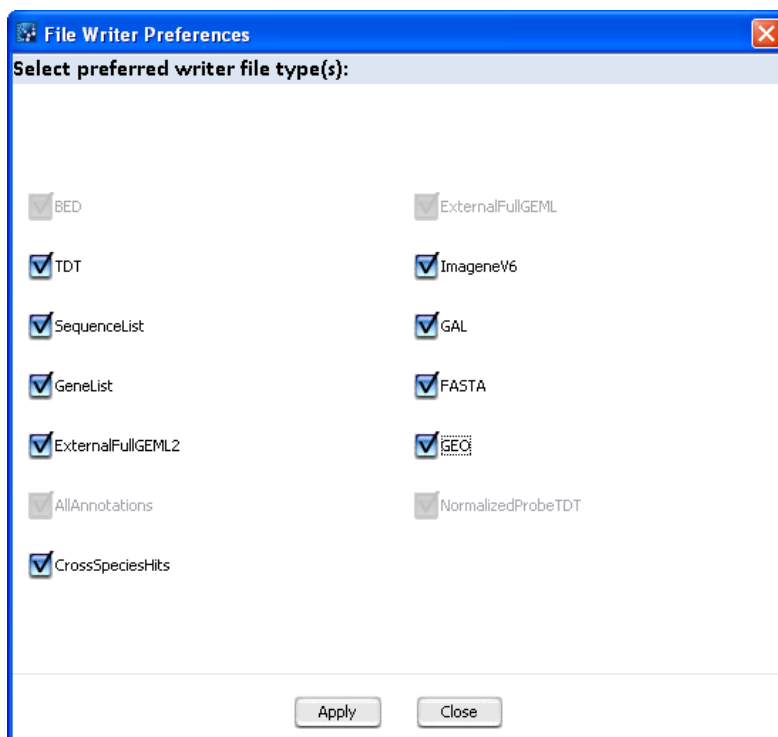 File Writer Preferences
Select preferred writer file type(s):
BED
ExternalFullGEML
TDT
ImageneV6
SequenceList
GAL
GeneList
FASTA
ExternalFullGEML2
GEO
AllAnnotations
NormalizedProbeTDT
CrossSpeciesHits
Apply
Close